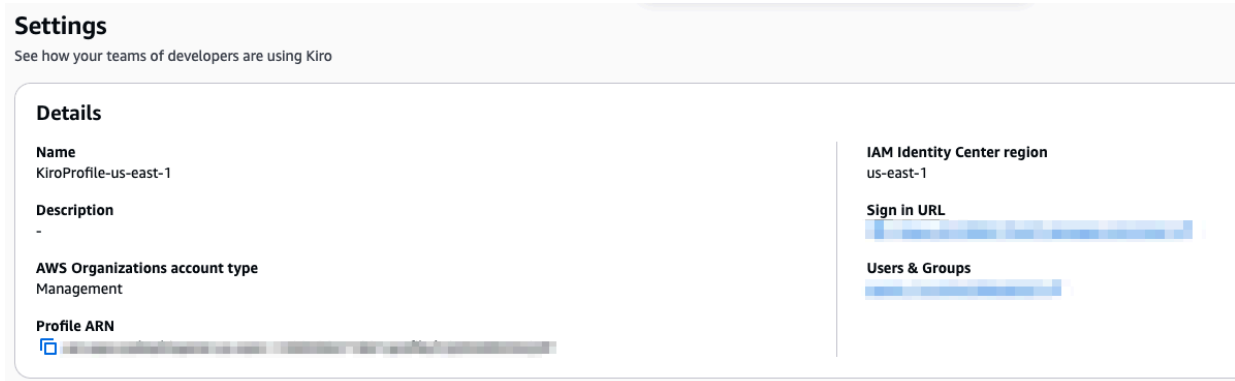 Settings
See how your teams of developers are using Kiro
Details
Name
KiroProfile-us-east-1
Description
-
AWS Organizations account type
Management
Profile ARN
IAM Identity Center region
us-east-1
Sign in URL
Users & Groups